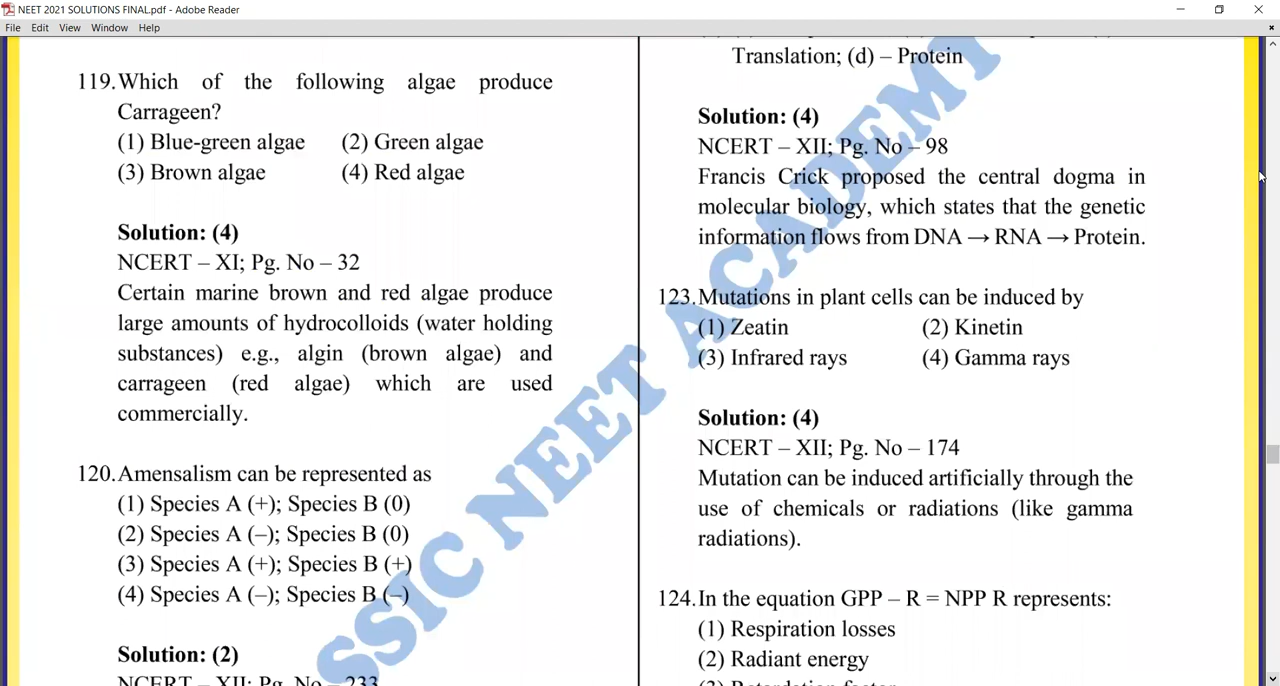 NEET 2021 SOLUTIONS FINAL.pdf - Adobe Reader
File Edit View Window Help
119. Which of the following algae produce
Carrageen?
(1) Blue-green algae (2) Green algae
(3) Brown algae (4) Red algae
Solution: (4)
NCERT – XI; Pg. No – 32
Certain marine brown and red algae produce
large amounts of hydrocolloids (water holding
substances) e.g., algin (brown algae) and
carrageen (red algae) which are used
commercially.
120. Amensalism can be represented as
(1) Species A (+); Species B (0)
(2) Species A (–); Species B (0)
(3) Species A (+); Species B (+)
(4) Species A (–); Species B (–)
Solution: (2)
NCERT – XII; Pg. No – 233
Translation; (d) – Protein
Solution: (4)
NCERT – XII; Pg. No – 98
Francis Crick proposed the central dogma in
molecular biology, which states that the genetic
information flows from DNA → RNA → Protein.
123. Mutations in plant cells can be induced by
(1) Zeatin (2) Kinetin
(3) Infrared rays (4) Gamma rays
Solution: (4)
NCERT – XII; Pg. No – 174
Mutation can be induced artificially through the
use of chemicals or radiations (like gamma
radiations).
124. In the equation GPP – R = NPP R represents:
(1) Respiration losses
(2) Radiant energy
(3) Retardation factor
SSIC NEET ACADEMY